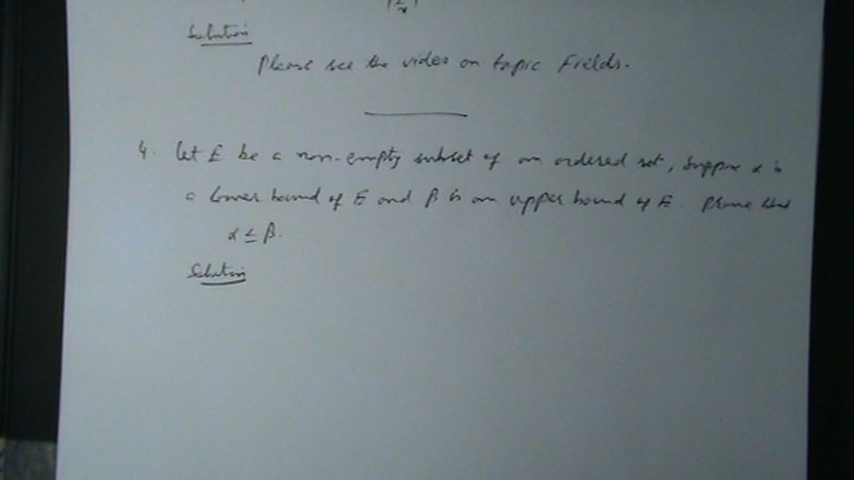 Solution
Please see the video on topic Fields.
4. Let E be a non-empty subset of an ordered set, suppose α is
a lower bound of E and β is an upper bound of E. Prove that
α ≤ β.
Solution